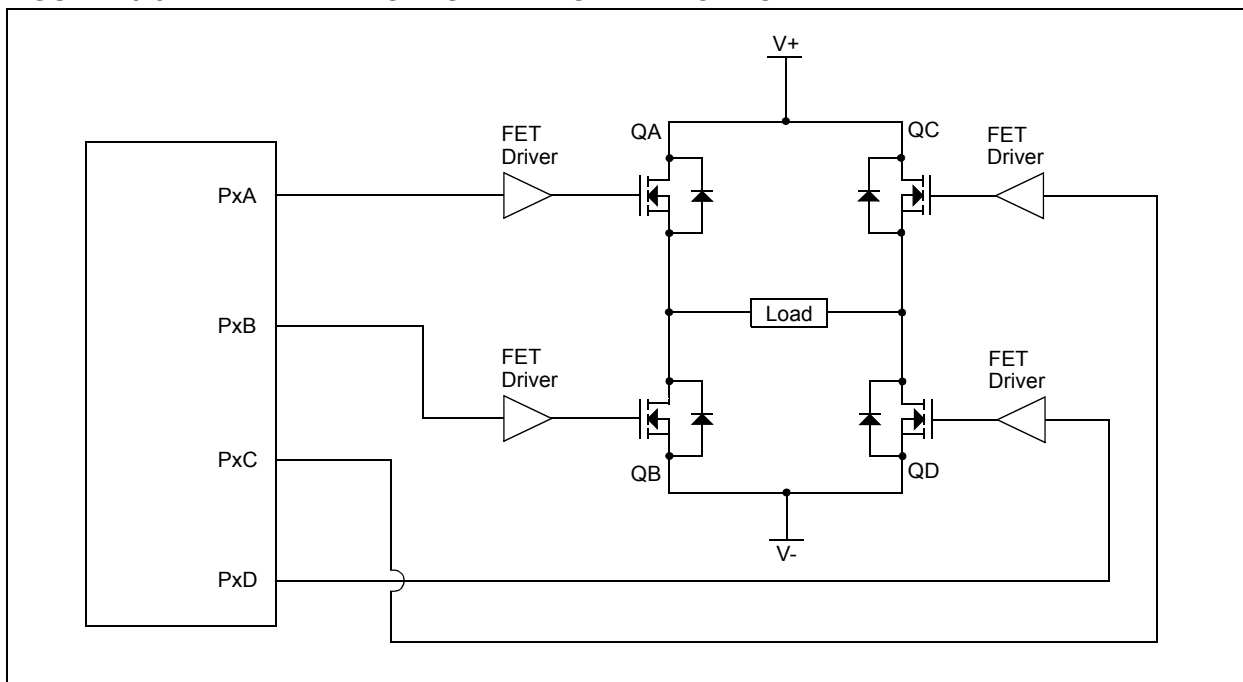 V+
QA
QC
FET
Driver
FET
Driver
PxA
Load
PxB
FET
Driver
FET
Driver
PxC
QB
QD
V-
PxD